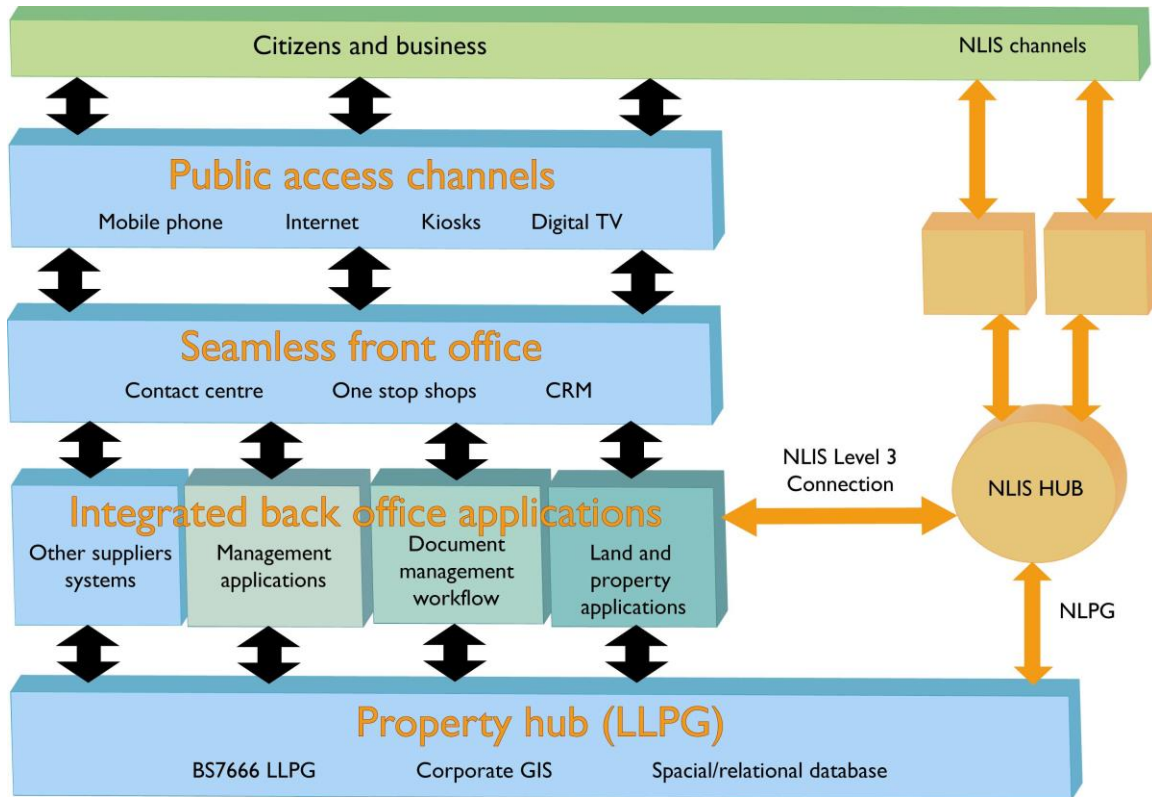 Citizens and business
NLIS channels
Public access channels
Mobile phone
Internet
Kiosks
Digital TV
Seamless front office
Contact centre
One stop shops
CRM
NLIS Level 3
Connection
NLIS HUB
Integrated back office applications
Other suppliers
systems
Management
applications
Document
management
workflow
Land and
property
applications
NLPG
Property hub (LLPG)
BS7666 LLPG
Corporate GIS
Spacial/relational database